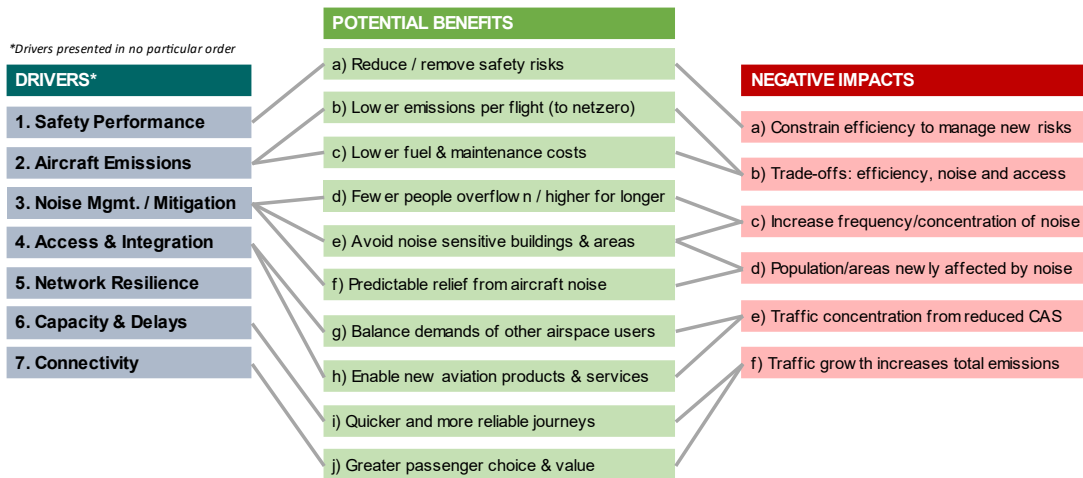 *Drivers presented in no particular order
DRIVERS*
1. Safety Performance
2. Aircraft Emissions
3. Noise Mgmt. / Mitigation
4. Access & Integration
5. Network Resilience
6. Capacity & Delays
7. Connectivity
POTENTIAL BENEFITS
a) Reduce / remove safety risks
b) Lower emissions per flight (to net-zero)
c) Lower fuel & maintenance costs
d) Fewer people overflown / higher for longer
e) Avoid noise sensitive buildings & areas
f) Predictable relief from aircraft noise
g) Balance demands of other airspace users
h) Enable new aviation products & services
i) Quicker and more reliable journeys
j) Greater passenger choice & value
NEGATIVE IMPACTS
a) Constrain efficiency to manage new risks
b) Trade-offs: efficiency, noise and access
c) Increase frequency/concentration of noise
d) Population/areas newly affected by noise
e) Traffic concentration from reduced CAS
f) Traffic growth increases total emissions